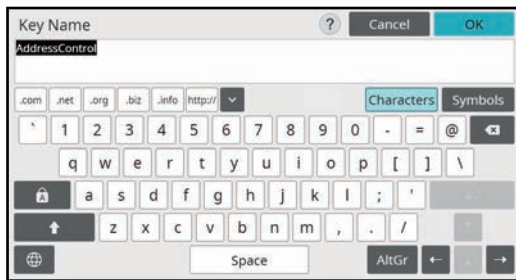 Key Name ? Cancel OK
AddressControl
.com .net .org .biz .info http:// Characters Symbols
` 1 2 3 4 5 6 7 8 9 0 - = @
q w e r t y u i o p [ ] \
A a s d f g h j k l ; '
z x c v b n m , . /
Space AltGr